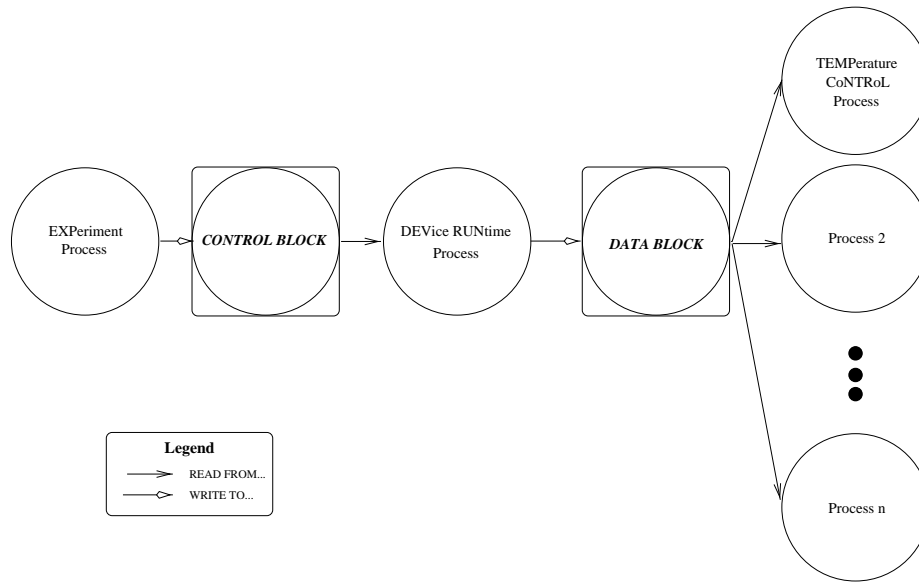 TEMPerature
CoNTRoL
Process
EXPeriment
Process
CONTROL BLOCK
DEVice RUNtime
Process
DATA BLOCK
Process 2
Legend
READ FROM...
WRITE TO...
Process n